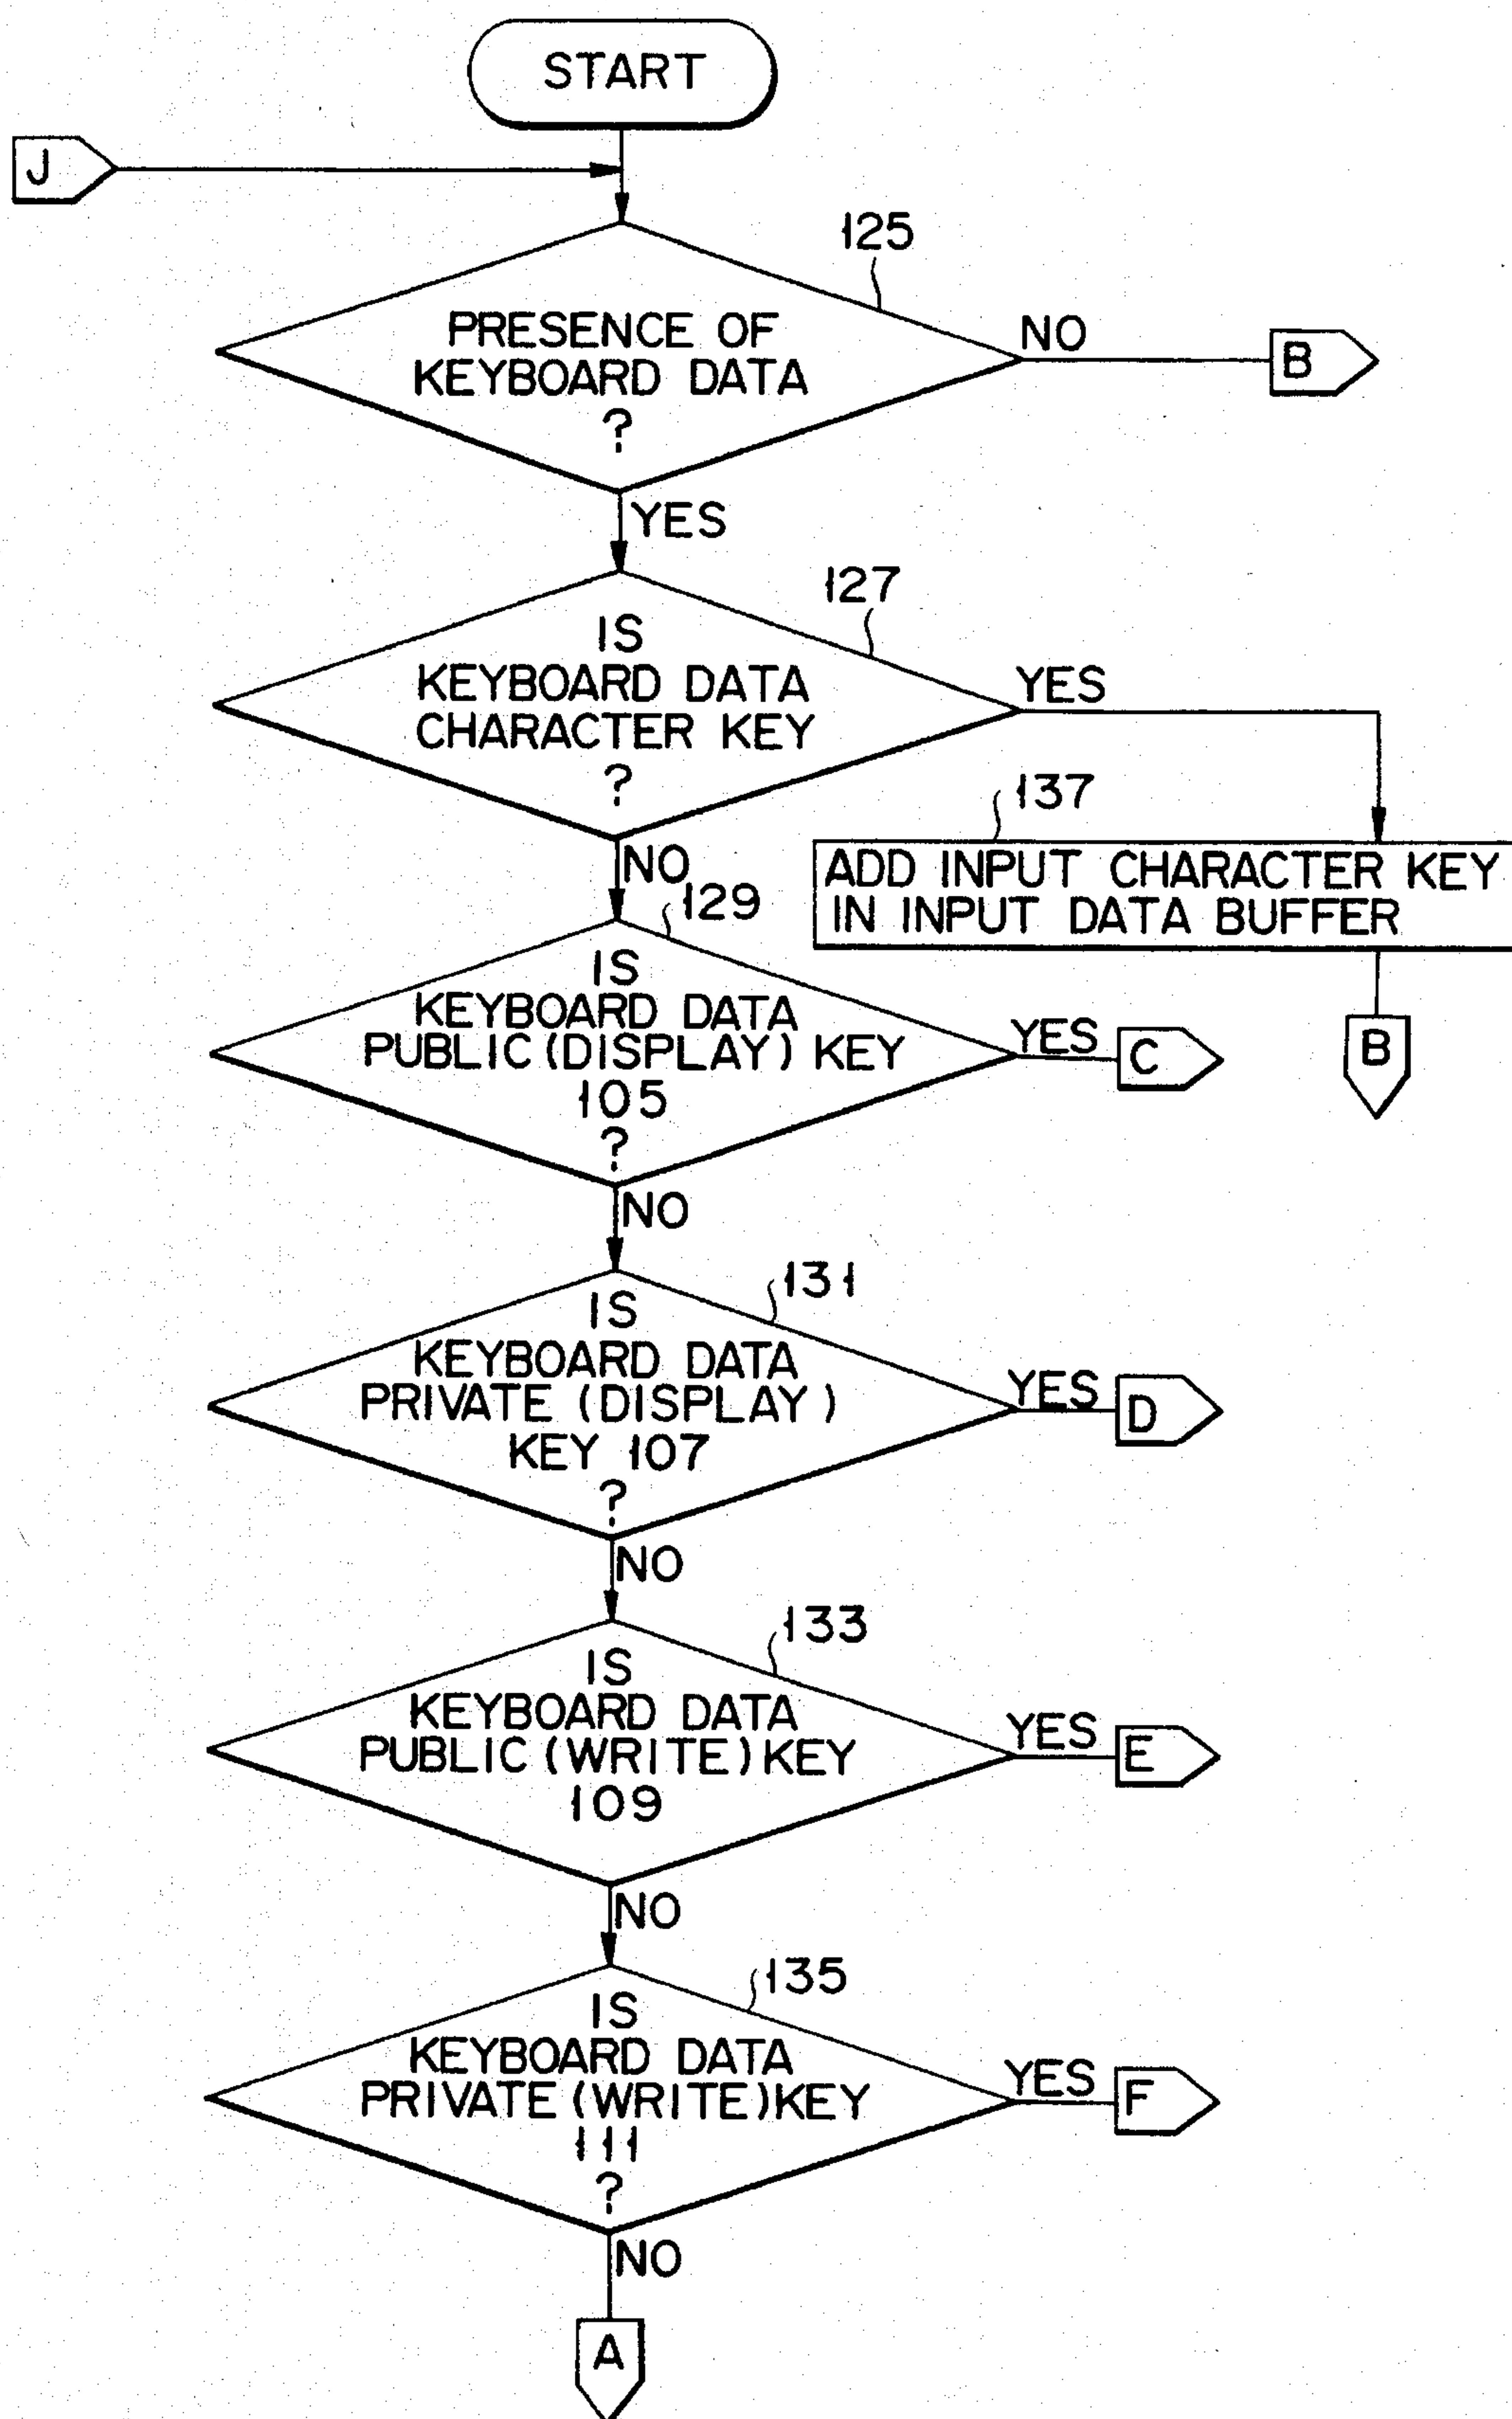 START
J
125
PRESENCE OF
KEYBOARD DATA
?
NO
B
YES
127
IS
KEYBOARD DATA
CHARACTER KEY
?
YES
137
ADD INPUT CHARACTER KEY
IN INPUT DATA BUFFER
B
NO
129
IS
KEYBOARD DATA
PUBLIC (DISPLAY) KEY
105
?
YES
C
NO
131
IS
KEYBOARD DATA
PRIVATE (DISPLAY)
KEY 107
?
YES
D
NO
133
IS
KEYBOARD DATA
PUBLIC (WRITE) KEY
109
YES
E
NO
135
IS
KEYBOARD DATA
PRIVATE (WRITE) KEY
111
?
YES
F
NO
A